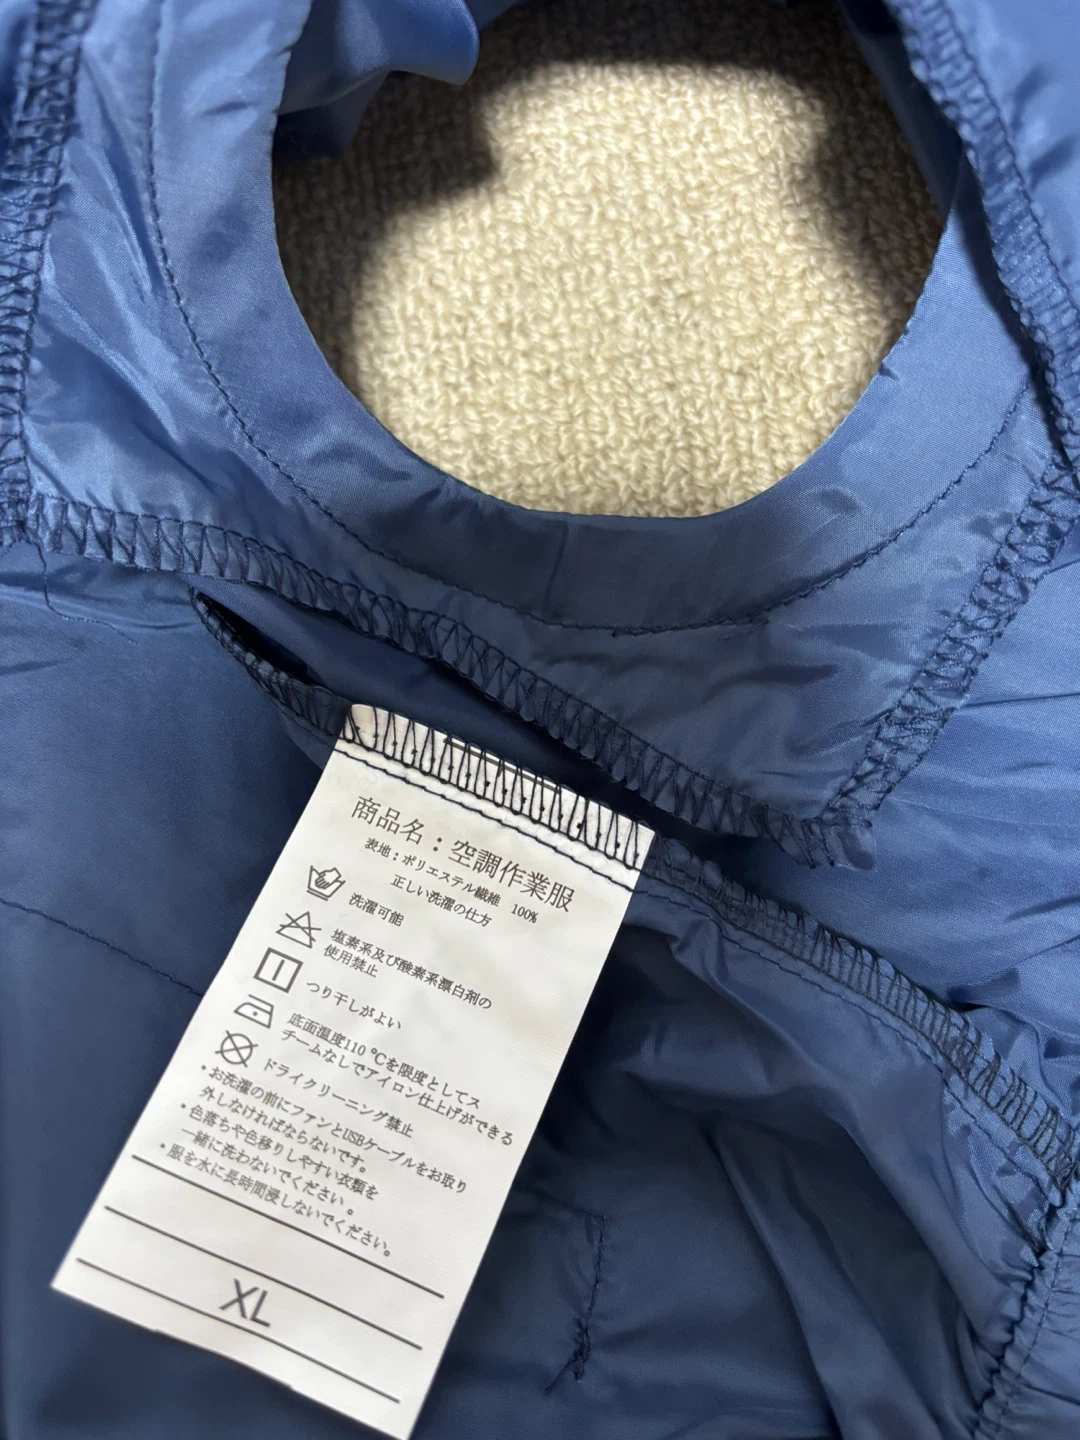 商品名：空調作業服
表地：ポリエステル繊維 100%
正しい洗濯の仕方
洗濯可能
塩素系及び酸素系漂白剤の
使用禁止
つり干しがよい
底面温度110 ℃を限度としてス
チームなしでアイロン仕上げができる
ドライクリーニング禁止
・お洗濯の前にファンとUSBケーブルをお取り
外しなければならないです。
・色落ちや色移りしやすい衣類を
一緒に洗わないでください。
・服を水に長時間浸しないでください。
XL